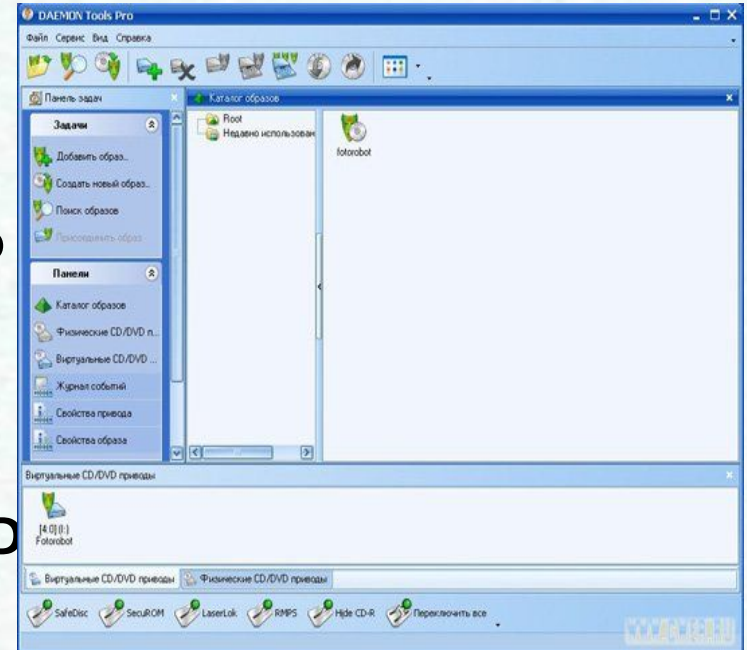 DAEMON Tools Pro
Файл Сервис Вид Справка
Панель задач
Каталог образов
Задачи
Добавить образ...
Создать новый образ...
Поиск образов
Присоединить образ
Панели
Каталог образов
Физические CD/DVD п...
Виртуальные CD/DVD ...
Журнал событий
Свойства привода
Свойства образа
Root
Недавно использован
fotorobot
Виртуальные CD/DVD приводы
[4:0] (I:)
Fotorobot
Виртуальные CD/DVD приводы Физические CD/DVD приводы
SafeDisc SecuROM LaserLok RMPS Hide CD-R Переключить все